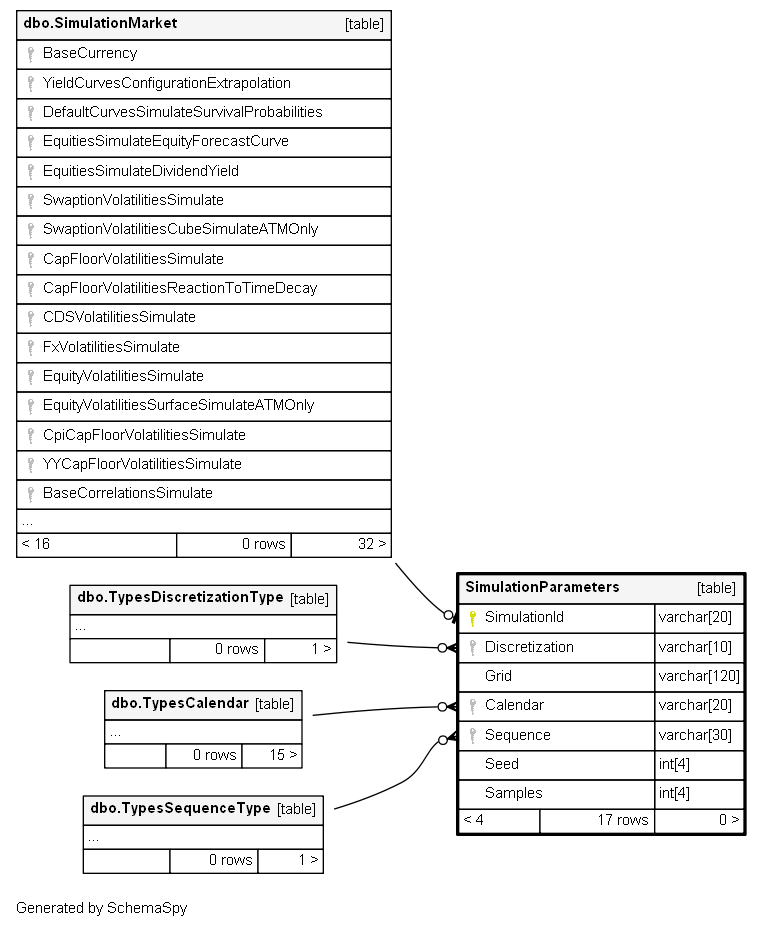 dbo.SimulationMarket [table]
BaseCurrency
YieldCurvesConfigurationExtrapolation
DefaultCurvesSimulateSurvivalProbabilities
EquitiesSimulateEquityForecastCurve
EquitiesSimulateDividendYield
SwaptionVolatilitiesSimulate
SwaptionVolatilitiesCubeSimulateATMOnly
CapFloorVolatilitiesSimulate
CapFloorVolatilitiesReactionToTimeDecay
CDSVolatilitiesSimulate
FxVolatilitiesSimulate
EquityVolatilitiesSimulate
EquityVolatilitiesSurfaceSimulateATMOnly
CpiCapFloorVolatilitiesSimulate
YYCapFloorVolatilitiesSimulate
BaseCorrelationsSimulate
...
< 16 0 rows 32 >
dbo.TypesDiscretizationType [table]
...
0 rows 1 >
dbo.TypesCalendar [table]
...
0 rows 15 >
dbo.TypesSequenceType [table]
...
0 rows 1 >
SimulationParameters [table]
SimulationId varchar[20]
Discretization varchar[10]
Grid varchar[120]
Calendar varchar[20]
Sequence varchar[30]
Seed int[4]
Samples int[4]
< 4 17 rows 0 >
Generated by SchemaSpy